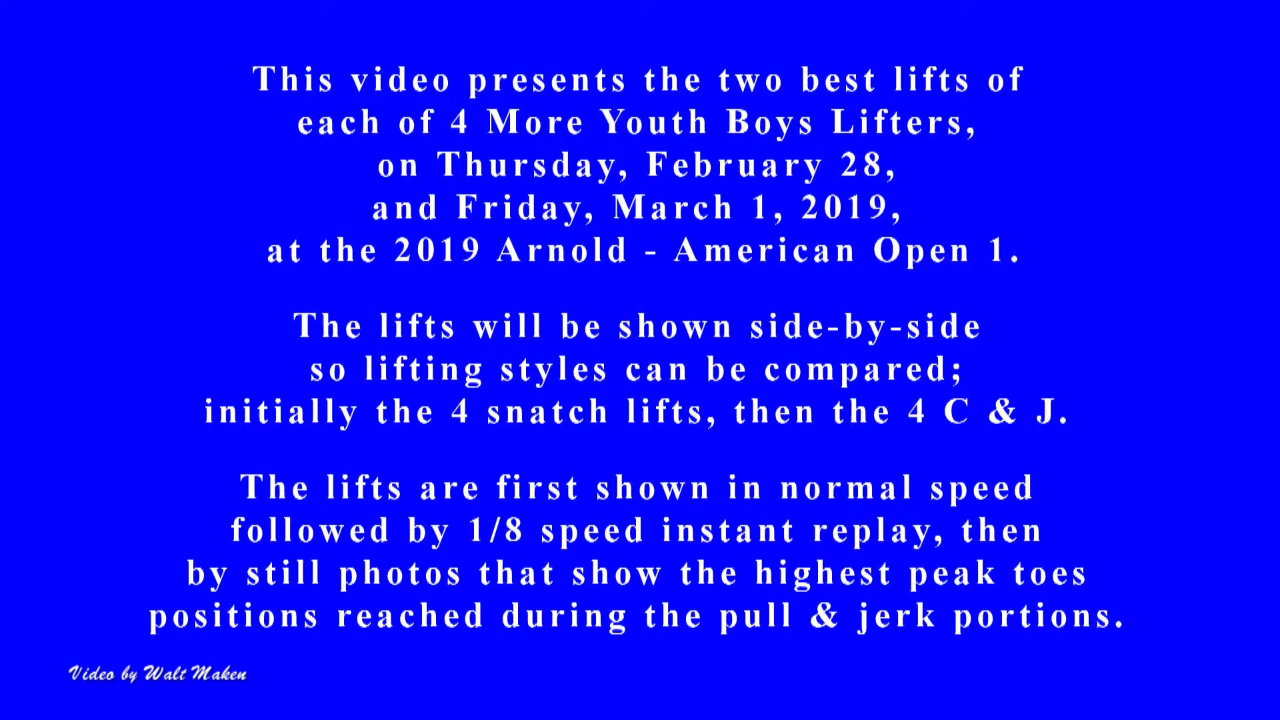 This video presents the two best lifts of
each of 4 More Youth Boys Lifters,
on Thursday, February 28,
and Friday, March 1, 2019,
at the 2019 Arnold - American Open 1.
The lifts will be shown side-by-side
so lifting styles can be compared;
initially the 4 snatch lifts, then the 4 C & J.
The lifts are first shown in normal speed
followed by 1/8 speed instant replay, then
by still photos that show the highest peak toes
positions reached during the pull & jerk portions.
Video by Walt Maken